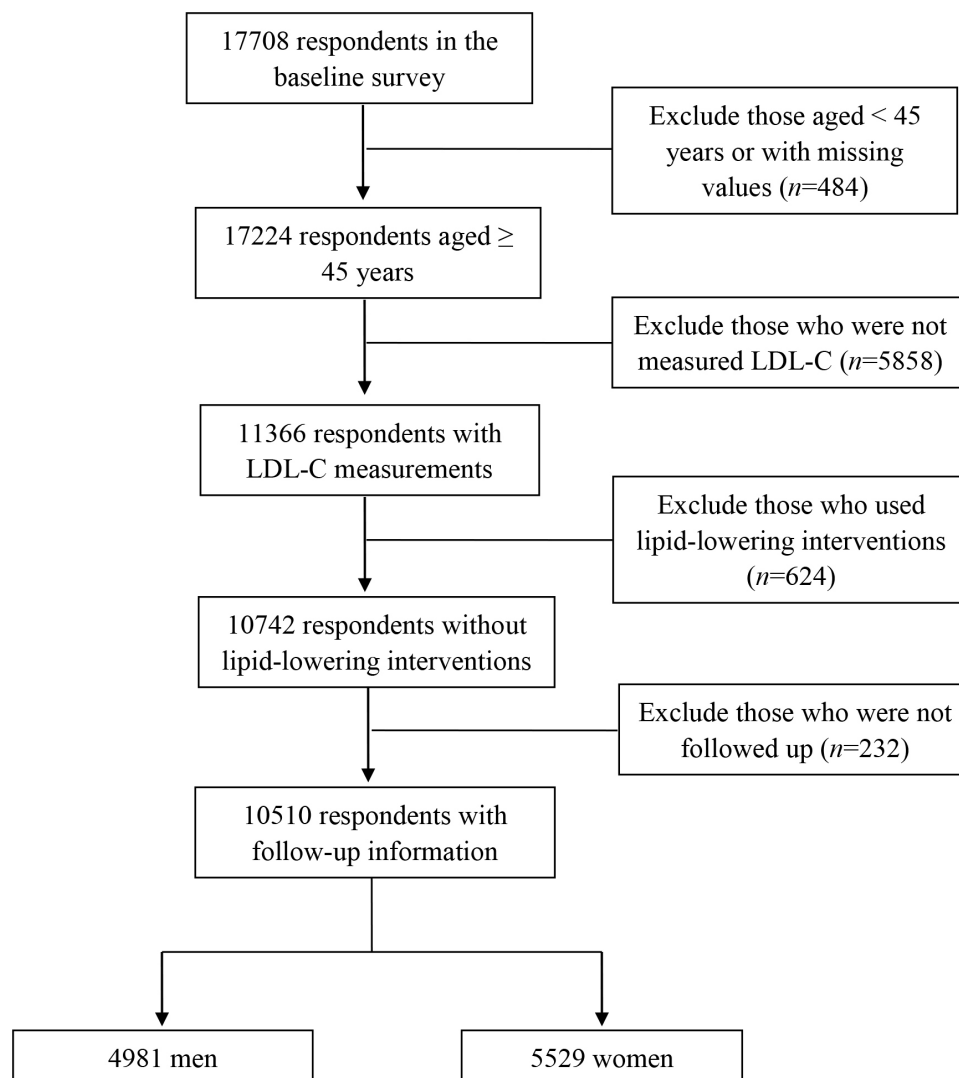 17708 respondents in the
baseline survey
Exclude those aged < 45
years or with missing
values (n=484)
17224 respondents aged ≥
45 years
Exclude those who were not
measured LDL-C (n=5858)
11366 respondents with
LDL-C measurements
Exclude those who used
lipid-lowering interventions
(n=624)
10742 respondents without
lipid-lowering interventions
Exclude those who were not
followed up (n=232)
10510 respondents with
follow-up information
4981 men
5529 women